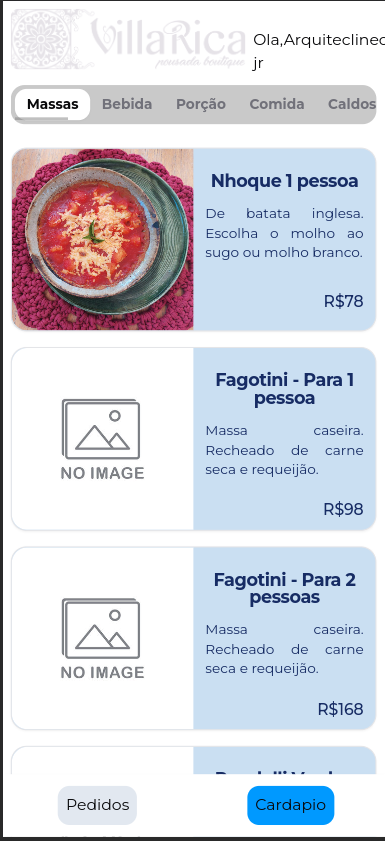 VillaRica
pousada boutique
Ola,Arquiteclined
jr
Massas Bebida Porção Comida Caldos
Nhoque 1 pessoa
De batata inglesa.
Escolha o molho ao
sugo ou molho branco.
R$78
Fagotini - Para 1
pessoa
Massa caseira.
Recheado de carne
seca e requeijão.
NO IMAGE
R$98
Fagotini - Para 2
pessoas
Massa caseira.
Recheado de carne
seca e requeijão.
NO IMAGE
R$168
Pedidos Cardapio